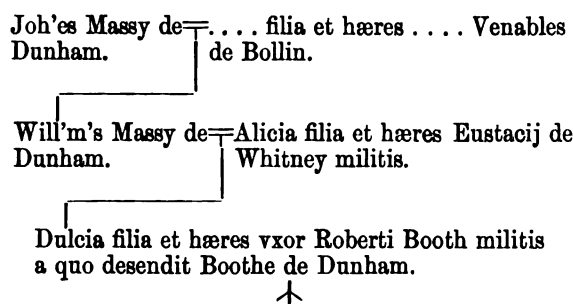 Joh'es Massy de=.... filia et hæres .... Venables
Dunham. de Bollin.
Will'm's Massy de=Alicia filia et hæres Eustacij de
Dunham. Whitney militis.
Dulcia filia et hæres vxor Roberti Booth militis
a quo desendit Boothe de Dunham.